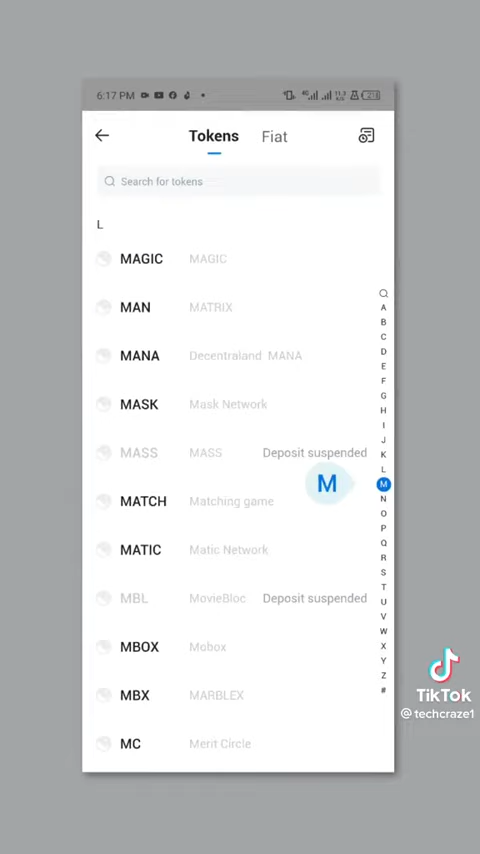 6:17 PM
Tokens Fiat
Search for tokens
L
MAGIC MAGIC
MAN MATRIX
MANA Decentraland MANA
MASK Mask Network
MASS MASS Deposit suspended
M
MATCH Matching game
MATIC Matic Network
MBL MovieBloc Deposit suspended
MBOX Mobox
MBX MARBLEX
MC Merit Circle
A
B
C
D
E
F
G
H
I
J
K
L
M
N
O
P
Q
R
S
T
U
V
W
X
Y
Z
#
TikTok
@techcraze1